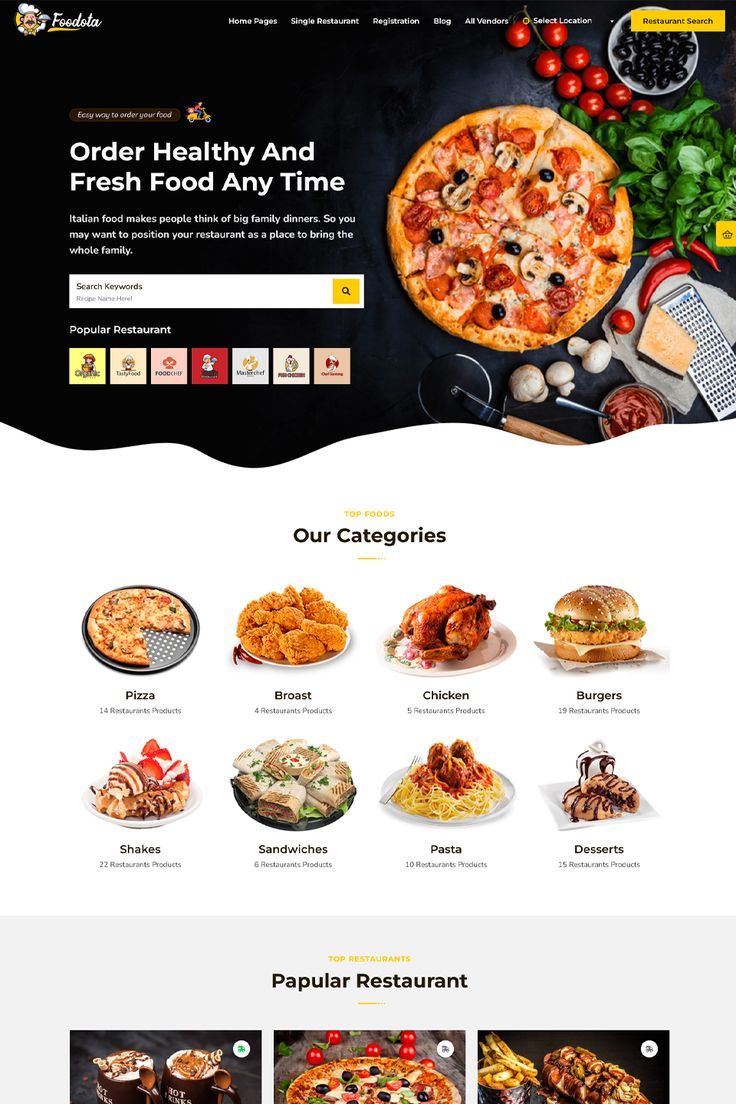 Foodota
Home Pages
Single Restaurant
Registration
Blog
All Vendors
Select Location
Restaurant Search
Easy way to order your food
Order Healthy And
Fresh Food Any Time
Italian food makes people think of big family dinners. So you
may want to position your restaurant as a place to bring the
whole family.
Search Keywords
Recipe Name Here!
Popular Restaurant
Organic
TastyFood
FOODCHEF
Masterchef
TOP FOODS
Our Categories
Pizza
14 Restaurants Products
Broast
4 Restaurants Products
Chicken
5 Restaurants Products
Burgers
19 Restaurants Products
Shakes
22 Restaurants Products
Sandwiches
6 Restaurants Products
Pasta
10 Restaurants Products
Desserts
15 Restaurants Products
TOP RESTAURANTS
Papular Restaurant
HOT
DRINKS
HOT
DRINKS